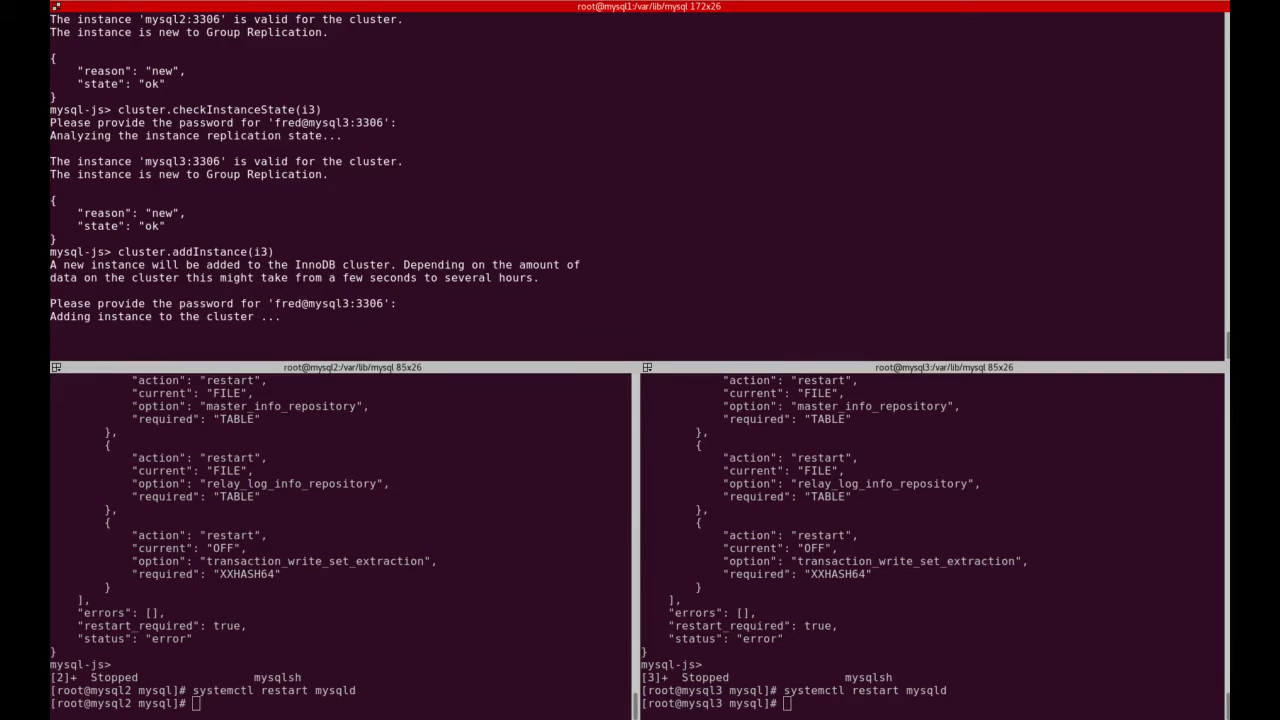 root@mysql1:/var/lib/mysql 172x26
The instance 'mysql2:3306' is valid for the cluster.
The instance is new to Group Replication.
{
    "reason": "new",
    "state": "ok"
}
mysql-js> cluster.checkInstanceState(i3)
Please provide the password for 'fred@mysql3:3306':
Analyzing the instance replication state...
The instance 'mysql3:3306' is valid for the cluster.
The instance is new to Group Replication.
{
    "reason": "new",
    "state": "ok"
}
mysql-js> cluster.addInstance(i3)
A new instance will be added to the InnoDB cluster. Depending on the amount of
data on the cluster this might take from a few seconds to several hours.
Please provide the password for 'fred@mysql3:3306':
Adding instance to the cluster ...
root@mysql2:/var/lib/mysql 85x26
            "action": "restart",
            "current": "FILE",
            "option": "master_info_repository",
            "required": "TABLE"
        },
        {
            "action": "restart",
            "current": "FILE",
            "option": "relay_log_info_repository",
            "required": "TABLE"
        },
        {
            "action": "restart",
            "current": "OFF",
            "option": "transaction_write_set_extraction",
            "required": "XXHASH64"
        }
    ],
    "errors": [],
    "restart_required": true,
    "status": "error"
}
mysql-js>
[2]+  Stopped                 mysqlsh
[root@mysql2 mysql]# systemctl restart mysqld
[root@mysql2 mysql]#
root@mysql3:/var/lib/mysql 85x26
            "action": "restart",
            "current": "FILE",
            "option": "master_info_repository",
            "required": "TABLE"
        },
        {
            "action": "restart",
            "current": "FILE",
            "option": "relay_log_info_repository",
            "required": "TABLE"
        },
        {
            "action": "restart",
            "current": "OFF",
            "option": "transaction_write_set_extraction",
            "required": "XXHASH64"
        }
    ],
    "errors": [],
    "restart_required": true,
    "status": "error"
}
mysql-js>
[3]+  Stopped                 mysqlsh
[root@mysql3 mysql]# systemctl restart mysqld
[root@mysql3 mysql]#